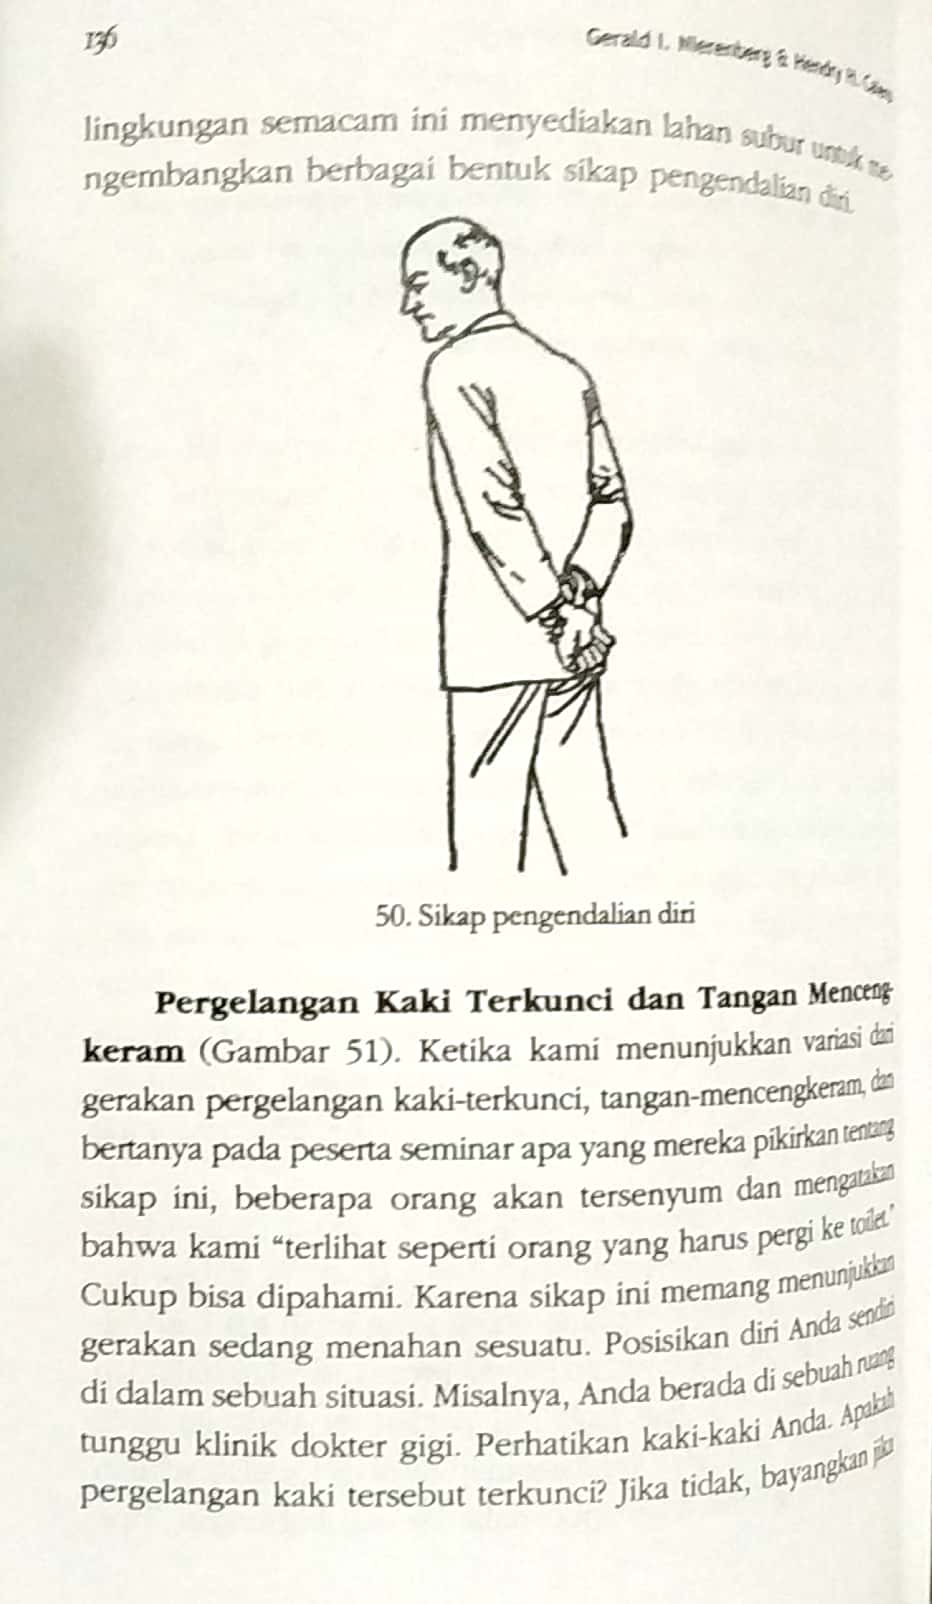 136
Gerald I. Nierenberg & Hendry H. Calero
lingkungan semacam ini menyediakan lahan subur untuk me-
ngembangkan berbagai bentuk sikap pengendalian diri.
50. Sikap pengendalian diri
Pergelangan Kaki Terkunci dan Tangan Menceng-
keram (Gambar 51). Ketika kami menunjukkan variasi dari
gerakan pergelangan kaki-terkunci, tangan-mencengkeram, dan
bertanya pada peserta seminar apa yang mereka pikirkan tentang
sikap ini, beberapa orang akan tersenyum dan mengatakan
bahwa kami “terlihat seperti orang yang harus pergi ke toilet.”
Cukup bisa dipahami. Karena sikap ini memang menunjukkan
gerakan sedang menahan sesuatu. Posisikan diri Anda sendiri
di dalam sebuah situasi. Misalnya, Anda berada di sebuah ruang
tunggu klinik dokter gigi. Perhatikan kaki-kaki Anda. Apakah
pergelangan kaki tersebut terkunci? Jika tidak, bayangkan jika